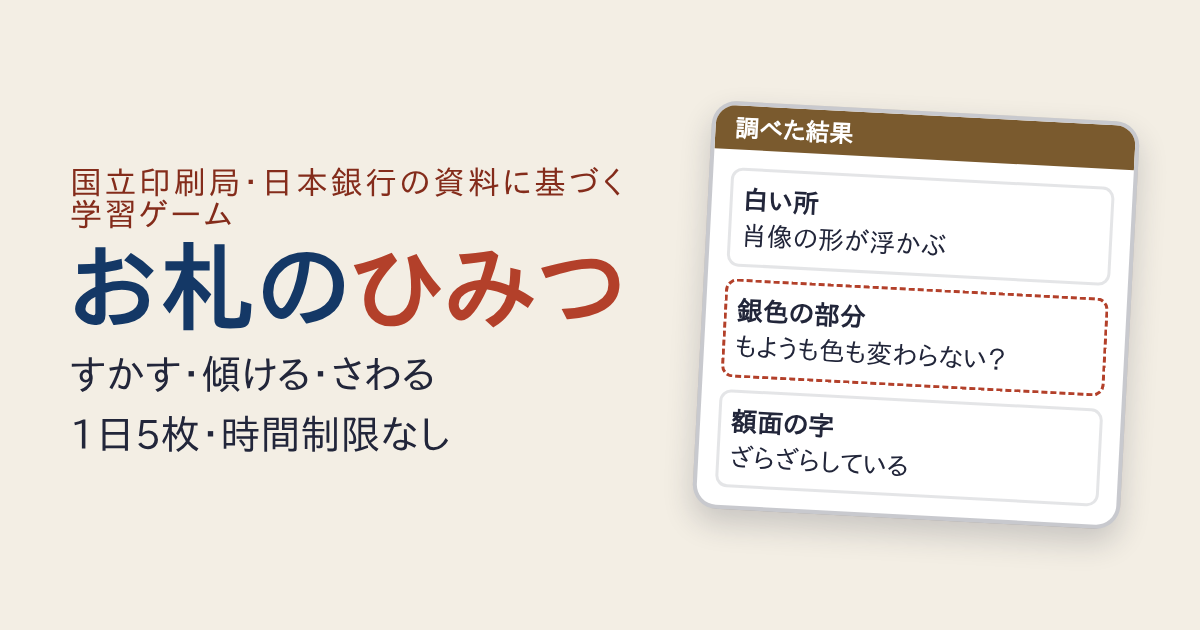 国立印刷局・日本銀行の資料に基づく
学習ゲーム
お札のひみつ
すかす・傾ける・さわる
1日5枚・時間制限なし
調べた結果
白い所
肖像の形が浮かぶ
銀色の部分
もようも色も変わらない？
額面の字
ざらざらしている